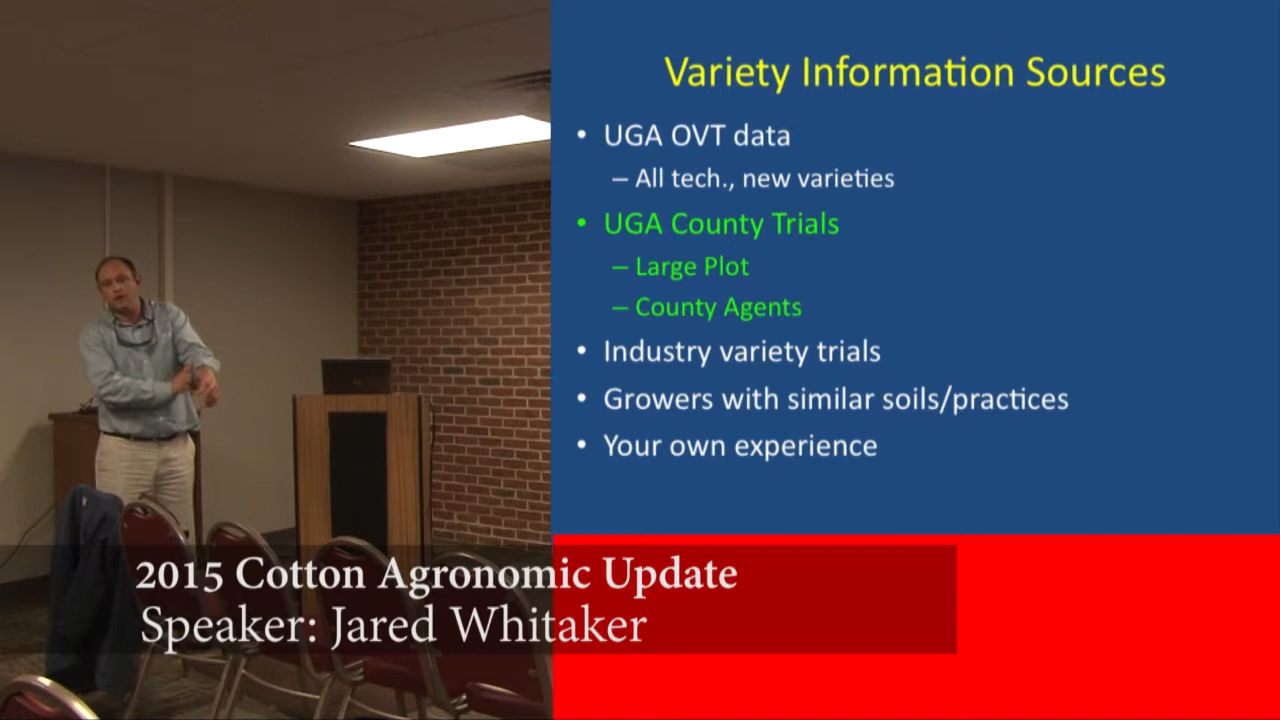 Variety Information Sources
• UGA OVT data
– All tech., new varieties
• UGA County Trials
– Large Plot
– County Agents
• Industry variety trials
• Growers with similar soils/practices
• Your own experience
2015 Cotton Agronomic Update
Speaker: Jared Whitaker